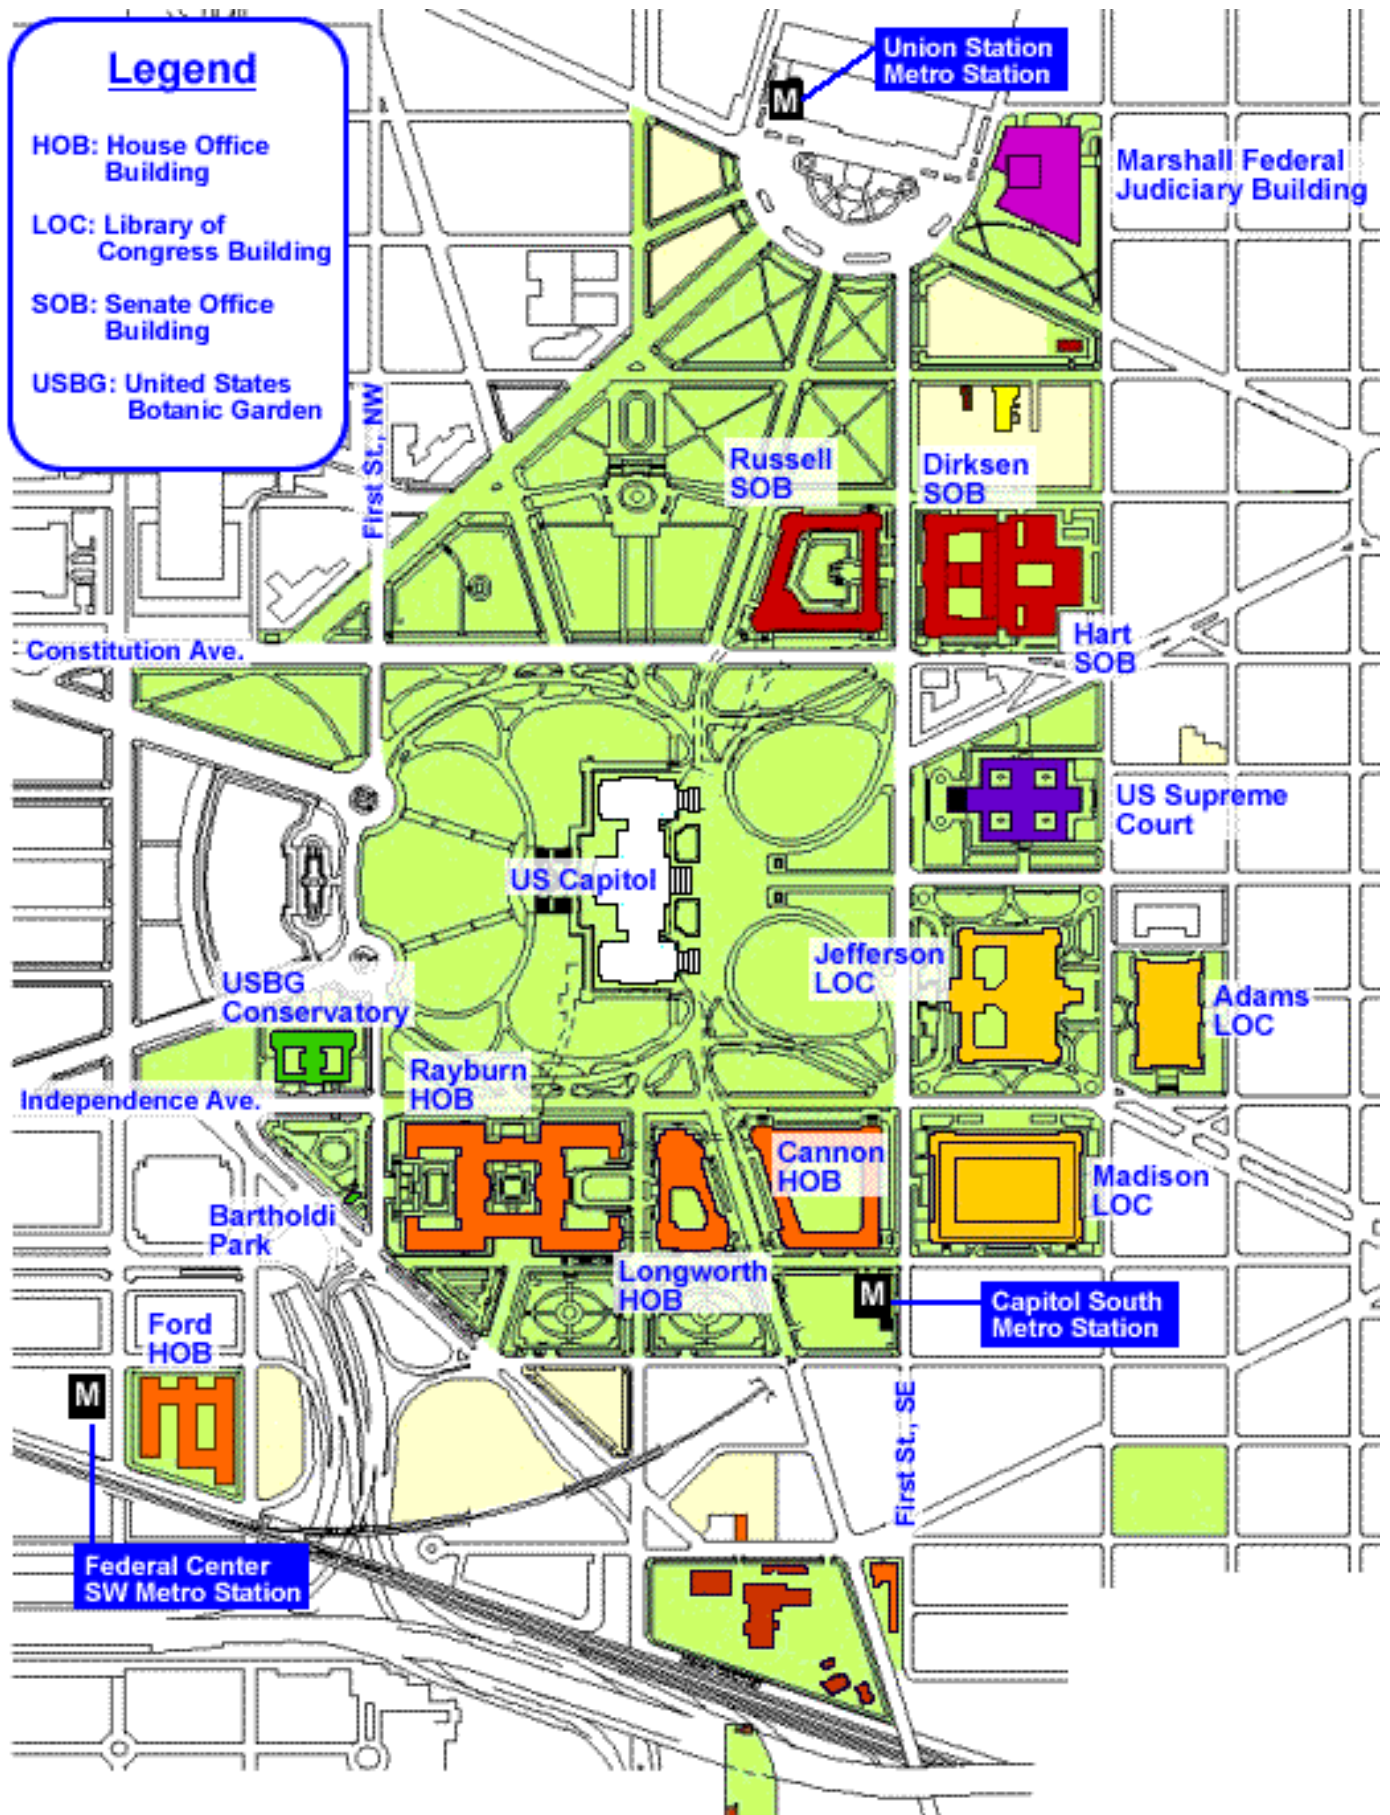 Legend
HOB: House Office
Building
LOC: Library of
Congress Building
SOB: Senate Office
Building
USBG: United States
Botanic Garden
Union Station
Metro Station
M
Marshall Federal
Judiciary Building
First St., NW
Russell
SOB
Dirksen
SOB
Constitution Ave.
Hart
SOB
US Supreme
Court
US Capitol
Jefferson
LOC
Adams
LOC
USBG
Conservatory
Rayburn
HOB
Independence Ave.
Cannon
HOB
Madison
LOC
Bartholdi
Park
Longworth
HOB
M
Capitol South
Metro Station
Ford
HOB
M
First St., SE
Federal Center
SW Metro Station